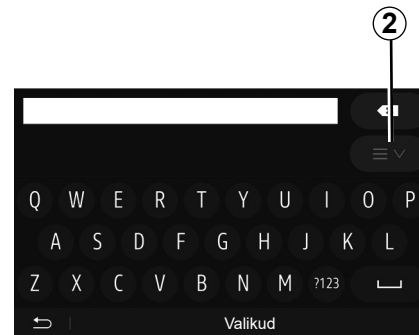 2
Q W E R T Y U I O P
A S D F G H J K L
Z X C V B N M ?123
Valikud